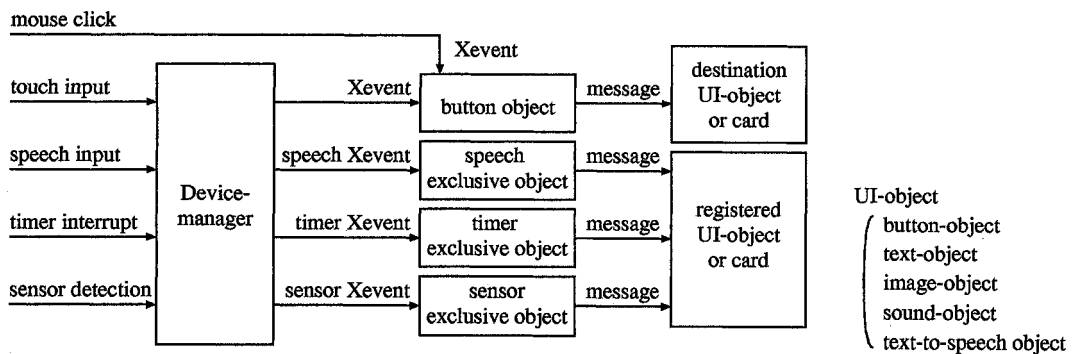 mouse click
Xevent
touch input
Xevent
button object
message
destination
UI-object
or card
speech input
speech Xevent
speech
exclusive object
message
Device-
manager
timer interrupt
timer Xevent
timer
exclusive object
message
registered
UI-object
or card
sensor detection
sensor Xevent
sensor
exclusive object
message
UI-object
button-object
text-object
image-object
sound-object
text-to-speech object